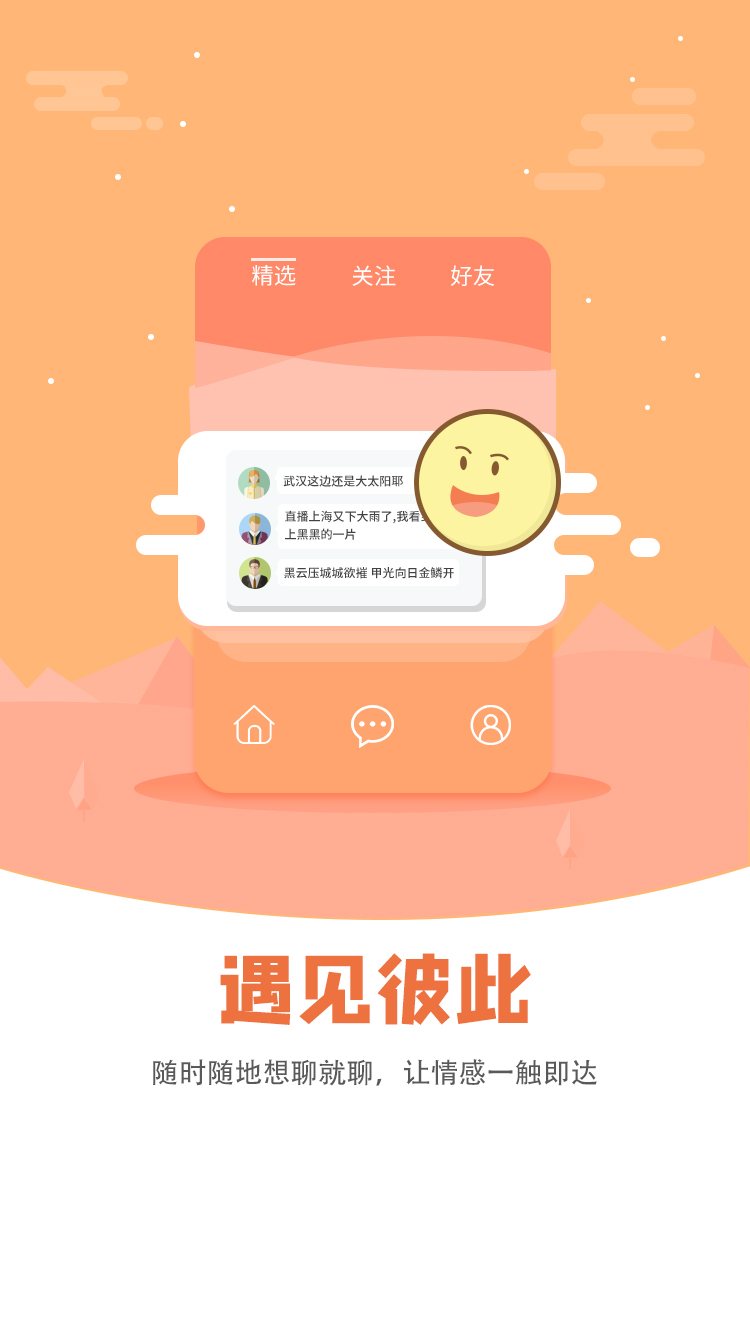 精选 关注 好友
武汉这边还是大太阳耶
直播上海又下大雨了,我看
上黑黑的一片
黑云压城城欲摧 甲光向日金鳞开
遇见彼此
随时随地想聊就聊，让情感一触即达